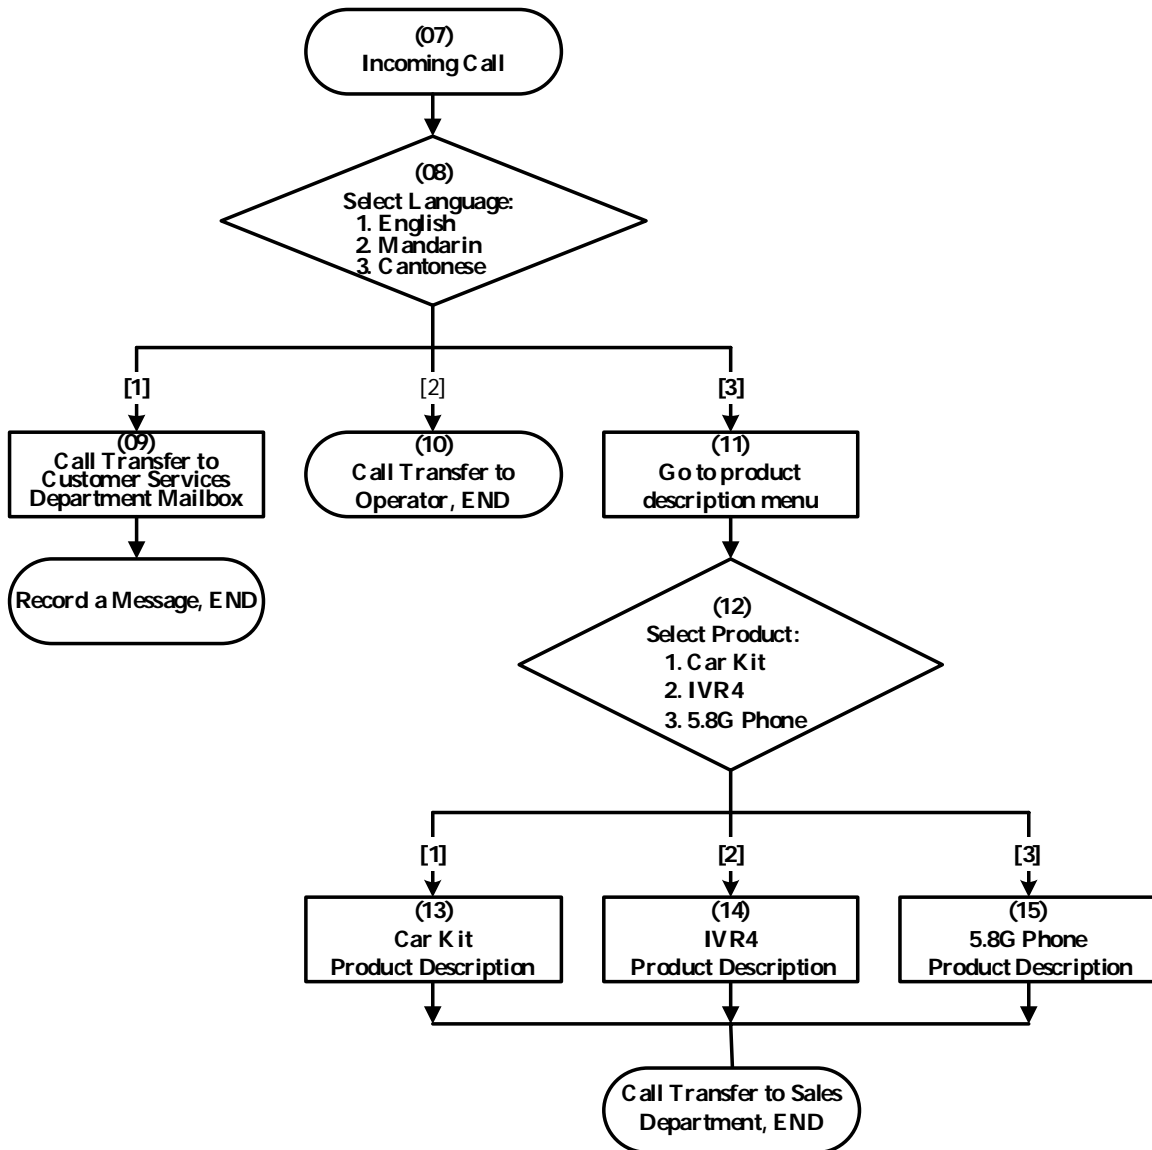 (07)
Incoming Call
(08)
Select Language:
1. English
2. Mandarin
3. Cantonese
[1]
[2]
[3]
(09)
Call Transfer to
Customer Services
Department Mailbox
(10)
Call Transfer to
Operator, END
(11)
Go to product
description menu
Record a Message, END
(12)
Select Product:
1. Car Kit
2. IVR4
3. 5.8G Phone
[1]
[2]
[3]
(13)
Car Kit
Product Description
(14)
IVR4
Product Description
(15)
5.8G Phone
Product Description
Call Transfer to Sales
Department, END